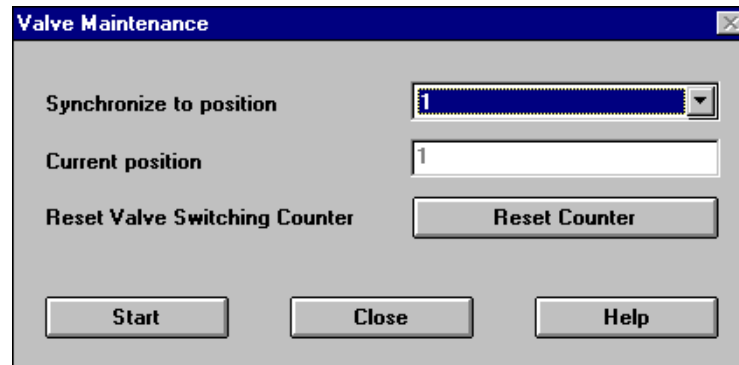 Valve Maintenance
Synchronize to position 1
Current position 1
Reset Valve Switching Counter Reset Counter
Start Close Help